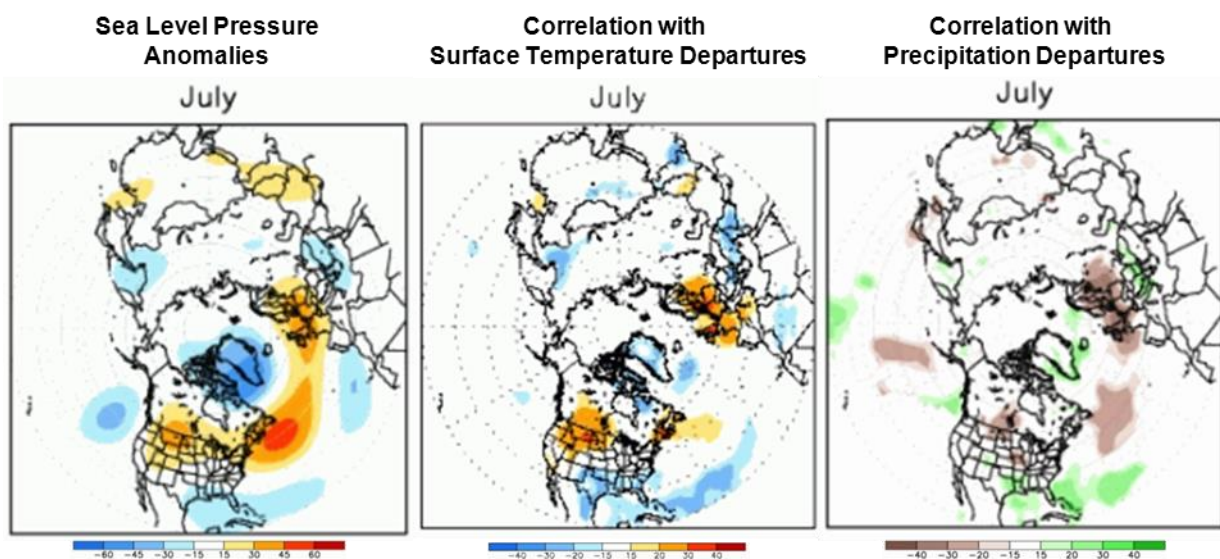 Sea Level Pressure
Anomalies
Correlation with
Surface Temperature Departures
Correlation with
Precipitation Departures
July
July
July
-60 -45 -30 -15 15 30 45 60
-40 -30 -20 -15 15 20 30 40
-40 -30 -20 -15 15 20 30 40